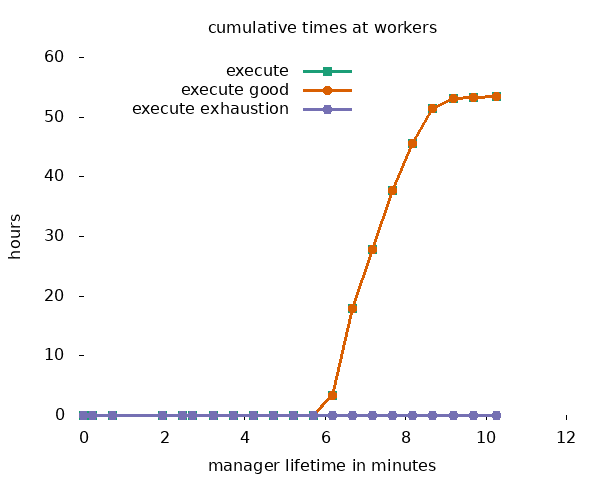 cumulative times at workers
60
50
40
30
20
10
0
hours
execute
execute good
execute exhaustion
0 2 4 6 8 10 12
manager lifetime in minutes